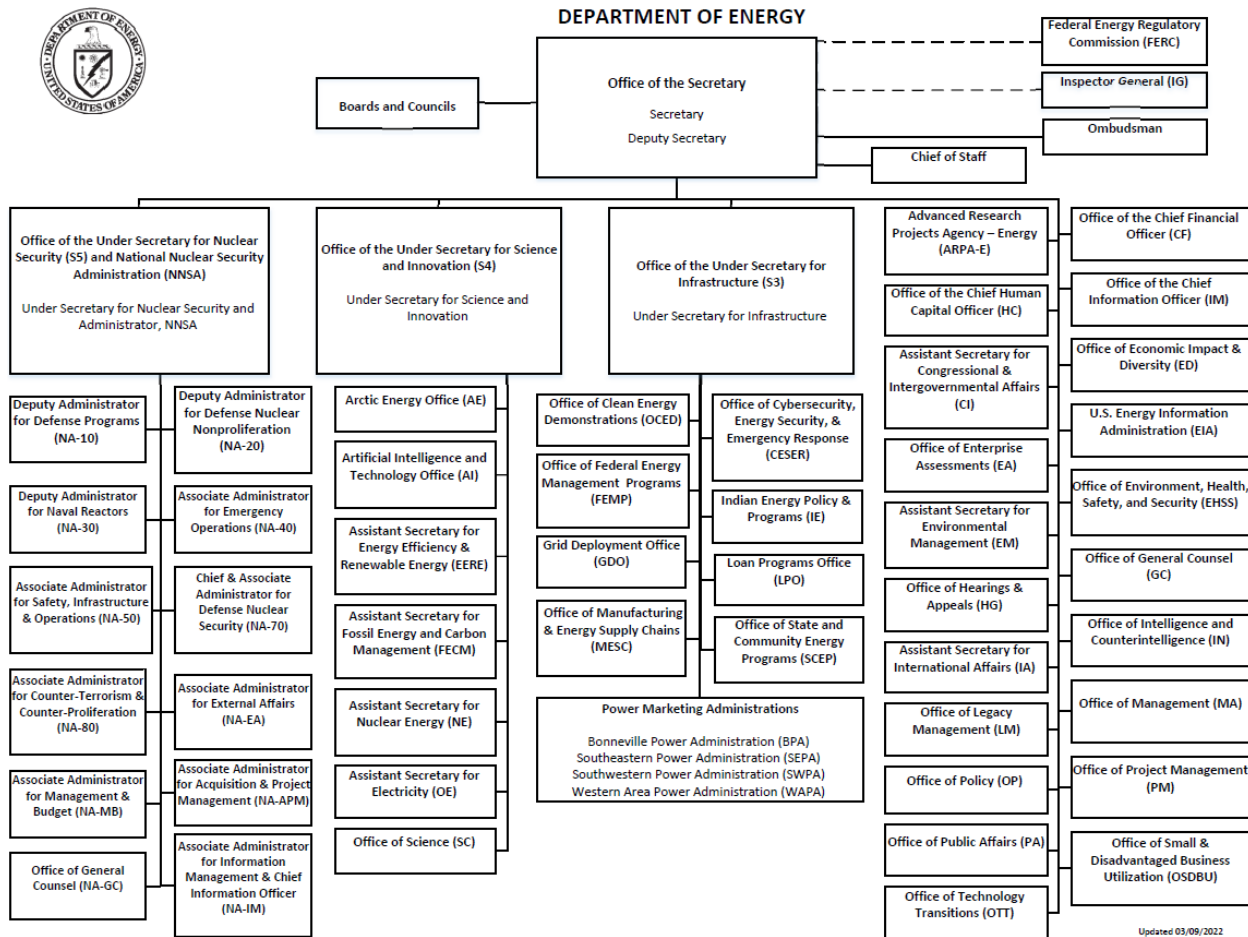 DEPARTMENT OF ENERGY
DEPARTMENT OF ENERGY
UNITED STATES OF AMERICA
Federal Energy Regulatory
Commission (FERC)
Office of the Secretary
Secretary
Deputy Secretary
Inspector General (IG)
Boards and Councils
Ombudsman
Chief of Staff
Office of the Under Secretary for Nuclear
Security (S5) and National Nuclear Security
Administration (NNSA)
Under Secretary for Nuclear Security and
Administrator, NNSA
Deputy Administrator
for Defense Programs
(NA-10)
Deputy Administrator
for Defense Nuclear
Nonproliferation
(NA-20)
Deputy Administrator
for Naval Reactors
(NA-30)
Associate Administrator
for Emergency
Operations (NA-40)
Associate Administrator
for Safety, Infrastructure
& Operations (NA-50)
Chief & Associate
Administrator for
Defense Nuclear
Security (NA-70)
Associate Administrator
for Counter-Terrorism &
Counter-Proliferation
(NA-80)
Associate Administrator
for External Affairs
(NA-EA)
Associate Administrator
for Management &
Budget (NA-MB)
Associate Administrator
for Acquisition & Project
Management (NA-APM)
Office of General
Counsel (NA-GC)
Associate Administrator
for Information
Management & Chief
Information Officer
(NA-IM)
Office of the Under Secretary for Science
and Innovation (S4)
Under Secretary for Science and
Innovation
Arctic Energy Office (AE)
Artificial Intelligence and
Technology Office (AI)
Assistant Secretary for
Energy Efficiency &
Renewable Energy (EERE)
Assistant Secretary for
Fossil Energy and Carbon
Management (FECM)
Assistant Secretary for
Nuclear Energy (NE)
Assistant Secretary for
Electricity (OE)
Office of Science (SC)
Office of the Under Secretary for
Infrastructure (S3)
Under Secretary for Infrastructure
Office of Clean Energy
Demonstrations (OCED)
Office of Cybersecurity,
Energy Security, &
Emergency Response
(CESER)
Office of Federal Energy
Management  Programs
(FEMP)
Indian Energy Policy &
Programs (IE)
Grid Deployment Office
(GDO)
Loan Programs Office
(LPO)
Office of Manufacturing
& Energy Supply Chains
(MESC)
Office of State and
Community Energy
Programs (SCEP)
Power Marketing Administrations
Bonneville Power Administration (BPA)
Southeastern Power Administration (SEPA)
Southwestern Power Administration (SWPA)
Western Area Power Administration (WAPA)
Advanced Research
Projects Agency – Energy
(ARPA-E)
Office of the Chief Financial
Officer (CF)
Office of the Chief Human
Capital Officer (HC)
Office of the Chief
Information Officer (IM)
Assistant Secretary for
Congressional &
Intergovernmental Affairs
(CI)
Office of Economic Impact &
Diversity (ED)
U.S. Energy Information
Administration (EIA)
Office of Enterprise
Assessments (EA)
Office of Environment, Health,
Safety, and Security (EHSS)
Assistant Secretary for
Environmental
Management (EM)
Office of General Counsel
(GC)
Office of Hearings &
Appeals (HG)
Office of Intelligence and
Counterintelligence (IN)
Assistant Secretary for
International Affairs (IA)
Office of Management (MA)
Office of Legacy
Management (LM)
Office of Project Management
(PM)
Office of Policy (OP)
Office of Public Affairs (PA)
Office of Small &
Disadvantaged Business
Utilization (OSDBU)
Office of Technology
Transitions (OTT)
Updated 03/09/2022